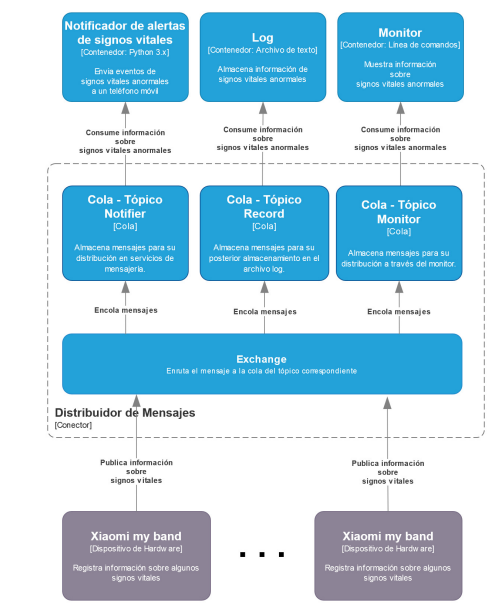 Notificador de alertas
de signos vitales
[Contenedor: Python 3.x]
Envia eventos de
signos vitales anormales
a un teléfono móvil
Log
[Contenedor: Archivo de texto]
Almacena información de
signos vitales anormales
Monitor
[Contenedor: Línea de comandos]
Muestra información
sobre
signos vitales anormales
Consume información
sobre
signos vitales anormales
Consume información
sobre
signos vitales anormales
Consume información
sobre
signos vitales anormales
Cola - Tópico
Notifier
[Cola]
Almacena mensajes para su
distribución en servicios de
mensajería.
Cola - Tópico
Record
[Cola]
Almacena mensajes para su
posterior almacenamiento en el
archivo log.
Cola - Tópico
Monitor
[Cola]
Almacena mensajes para su
distribución a través del monitor.
Encola mensajes
Encola mensajes
Encola mensajes
Exchange
Enruta el mensaje a la cola del tópico correspondiente
Distribuidor de Mensajes
[Conector]
Publica información
sobre
signos vitales
Publica información
sobre
signos vitales
Xiaomi my band
[Dispositivo de Hardware]
Registra información sobre algunos
signos vitales
. . .
Xiaomi my band
[Dispositivo de Hardware]
Registra información sobre algunos
signos vitales